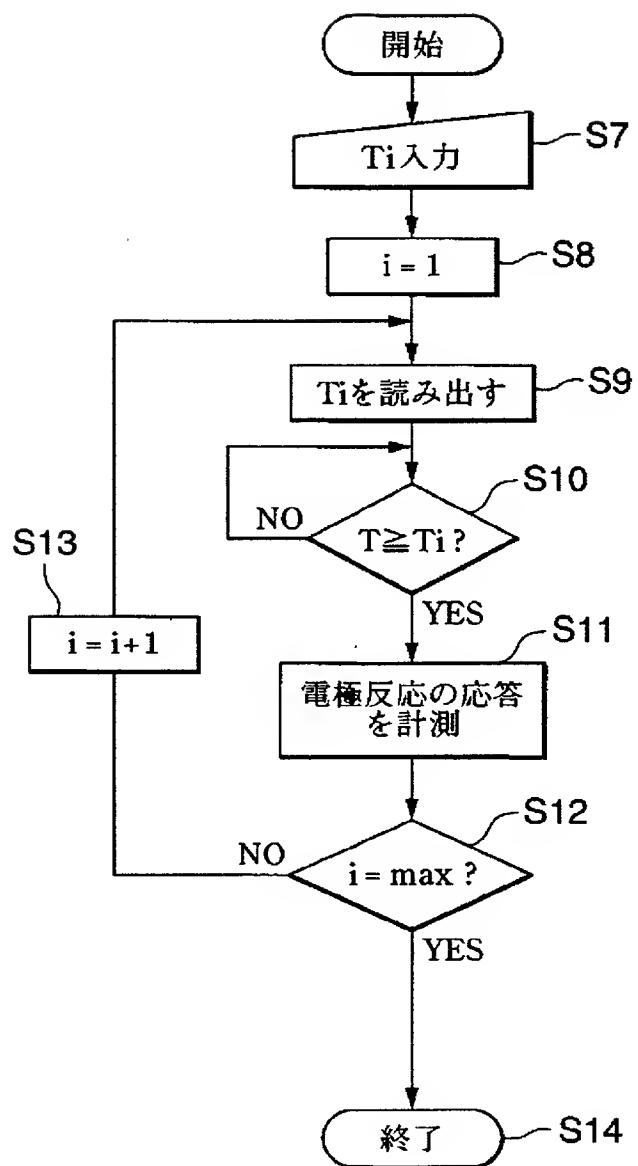 開始
Ti入力
S7
i = 1
S8
Tiを読み出す
S9
T≧Ti?
S10
NO
YES
S13
i = i+1
電極反応の応答
を計測
S11
i = max ?
S12
NO
YES
終了
S14